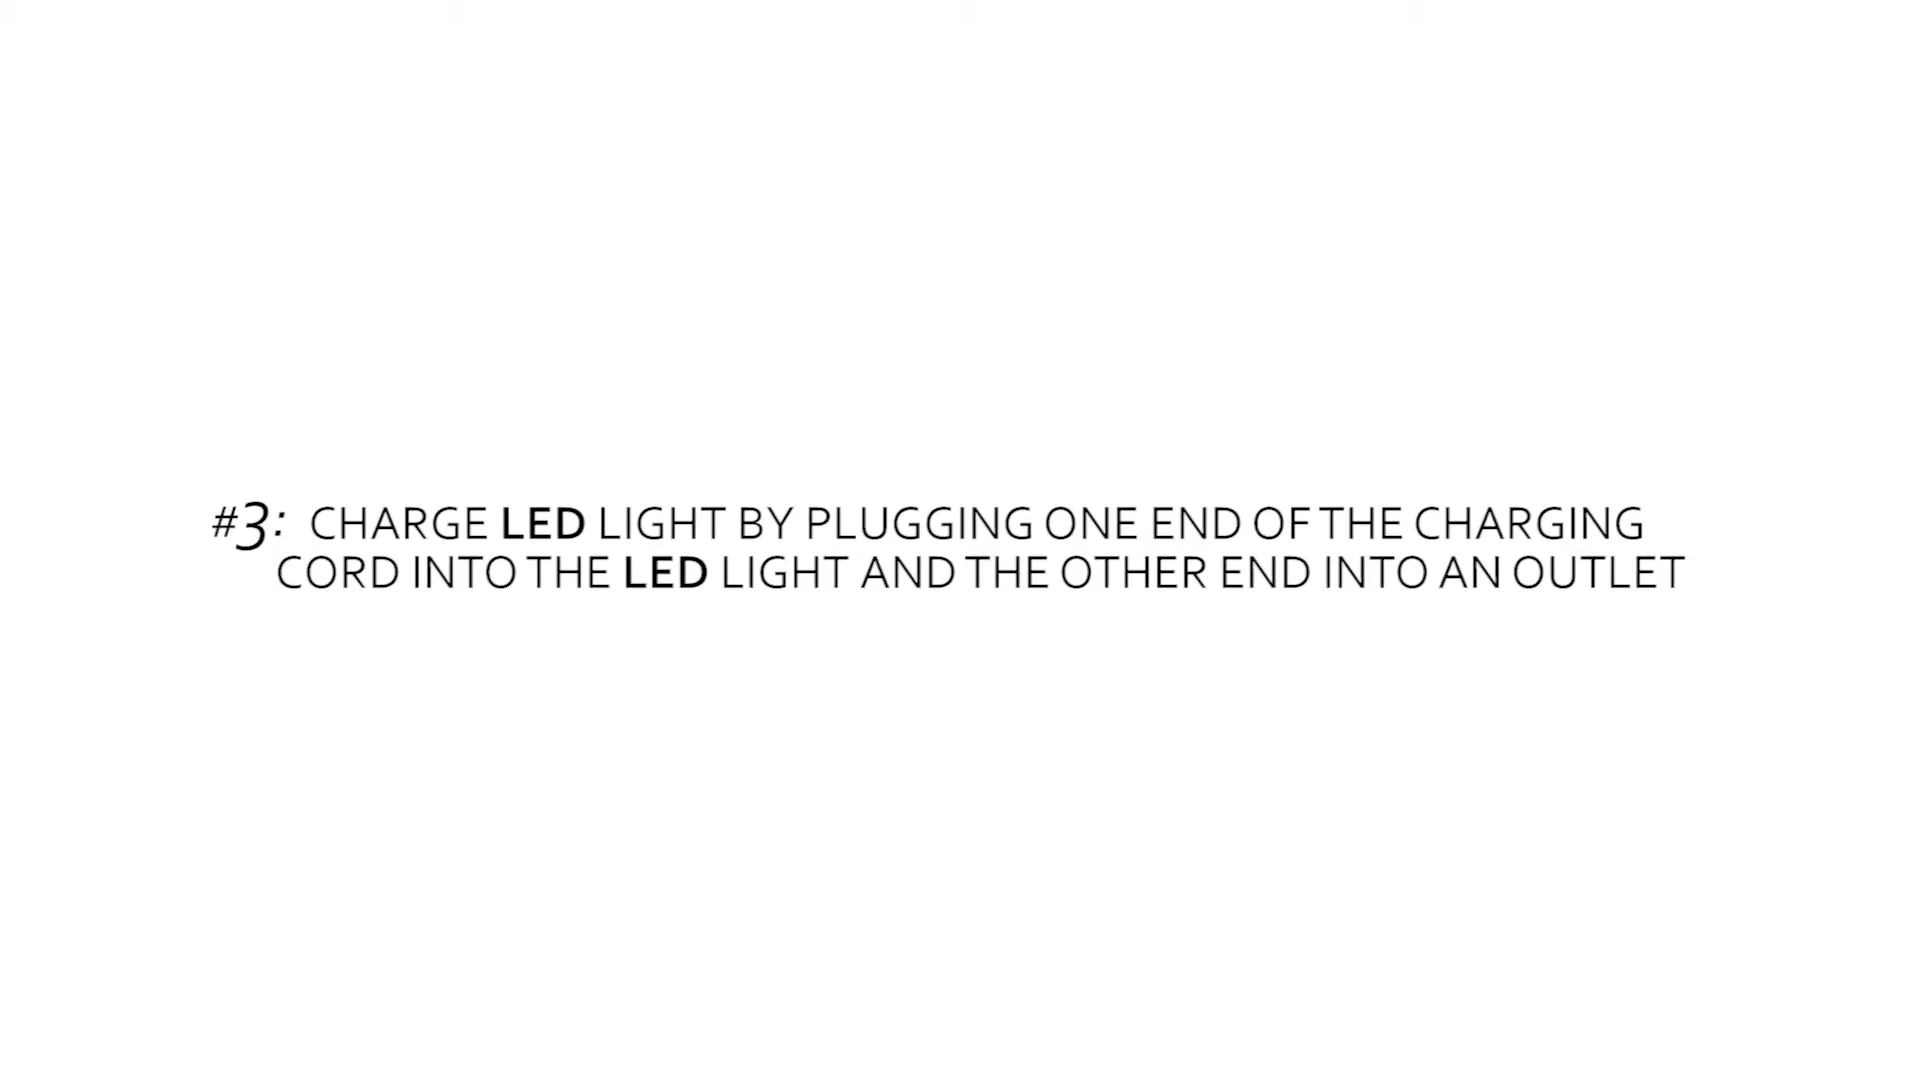 #3: CHARGE LED LIGHT BY PLUGGING ONE END OF THE CHARGING
CORD INTO THE LED LIGHT AND THE OTHER END INTO AN OUTLET